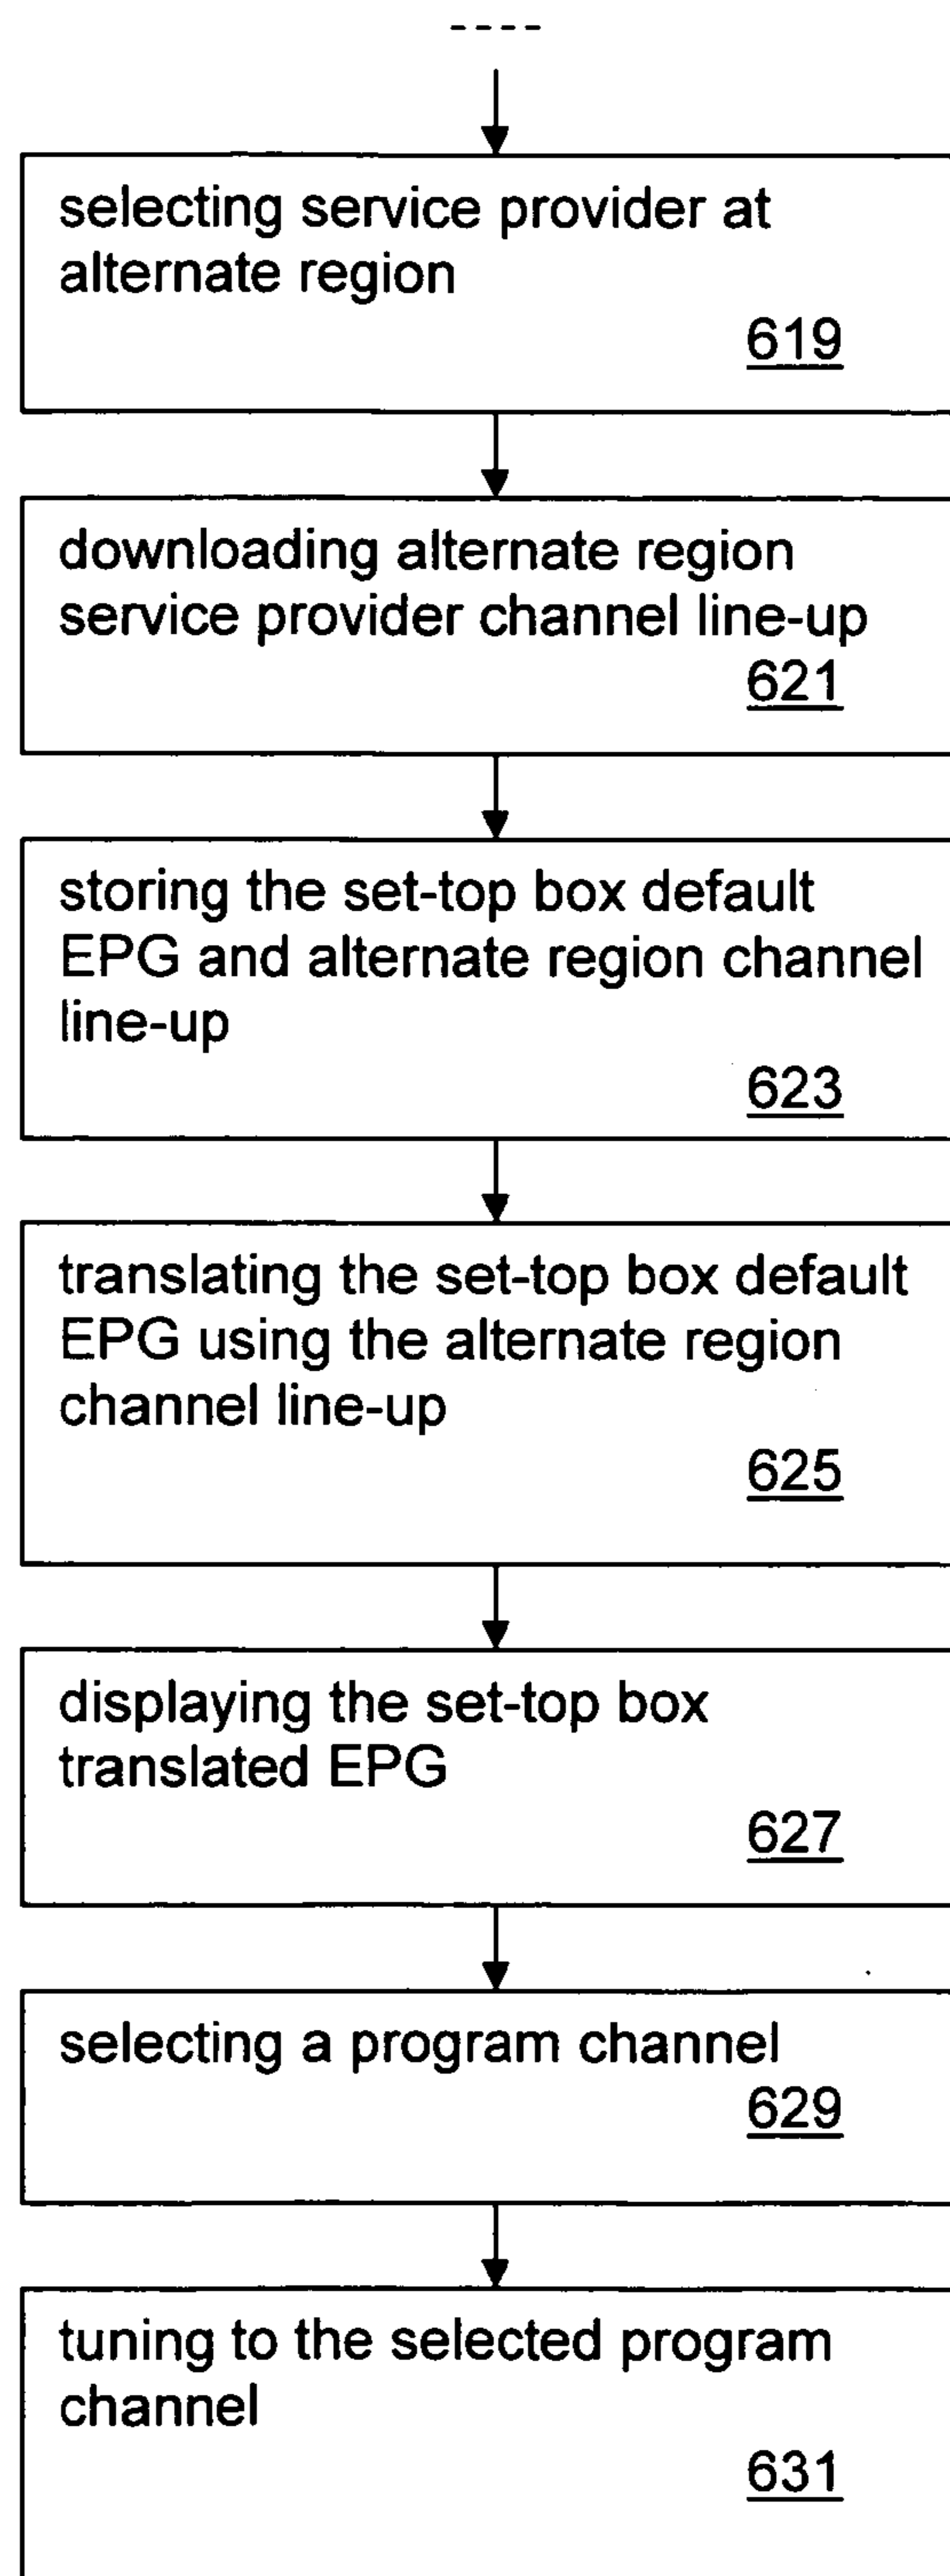 selecting service provider at
alternate region
619
downloading alternate region
service provider channel line-up
621
storing the set-top box default
EPG and alternate region channel
line-up
623
translating the set-top box default
EPG using the alternate region
channel line-up
625
displaying the set-top box
translated EPG
627
selecting a program channel
629
tuning to the selected program
channel
631